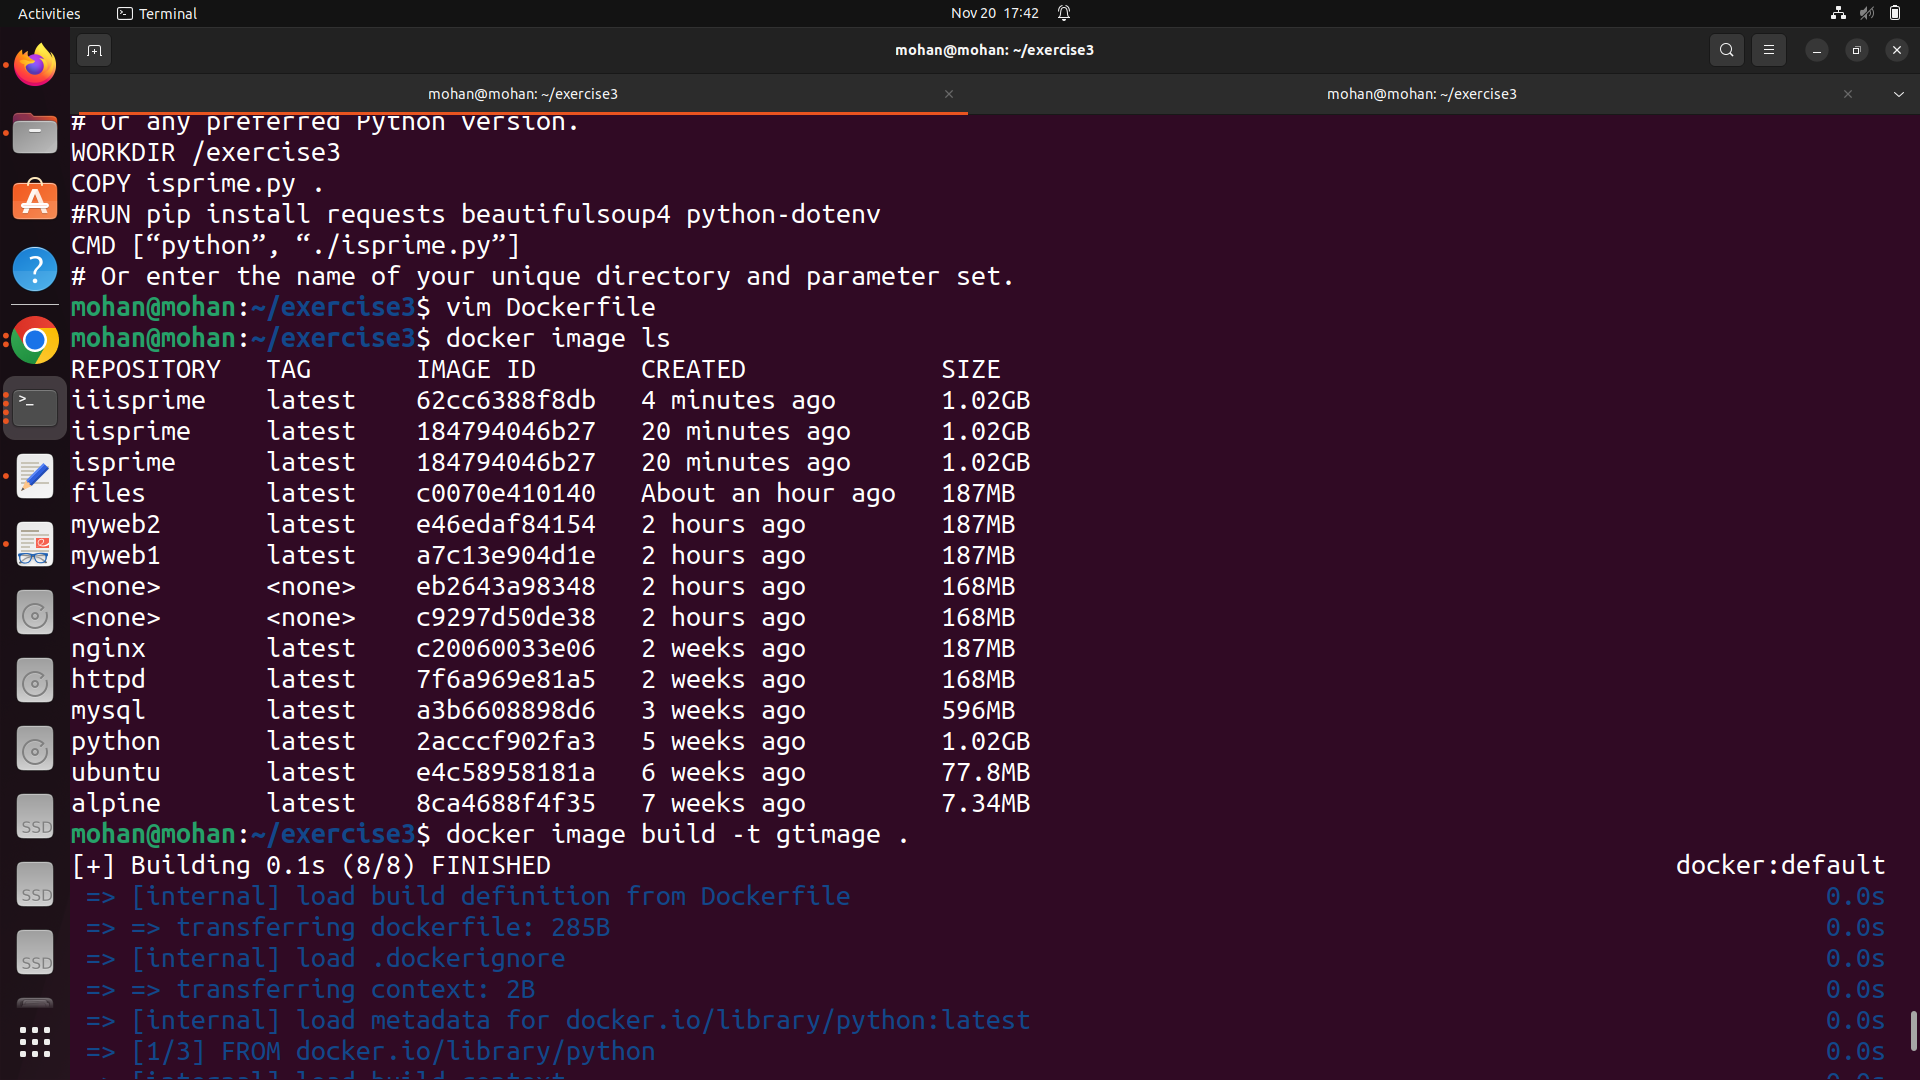 Activities
Terminal
Nov 20 17:42
mohan@mohan: ~/exercise3
mohan@mohan: ~/exercise3
mohan@mohan: ~/exercise3
# Or any preferred Python version.
WORKDIR /exercise3
COPY isprime.py .
#RUN pip install requests beautifulsoup4 python-dotenv
CMD [“python”, “./isprime.py”]
# Or enter the name of your unique directory and parameter set.
mohan@mohan:~/exercise3$ vim Dockerfile
mohan@mohan:~/exercise3$ docker image ls
REPOSITORY TAG IMAGE ID CREATED SIZE
iiisprime latest 62cc6388f8db 4 minutes ago 1.02GB
iisprime latest 184794046b27 20 minutes ago 1.02GB
isprime latest 184794046b27 20 minutes ago 1.02GB
files latest c0070e410140 About an hour ago 187MB
myweb2 latest e46edaf84154 2 hours ago 187MB
myweb1 latest a7c13e904d1e 2 hours ago 187MB
<none> <none> eb2643a98348 2 hours ago 168MB
<none> <none> c9297d50de38 2 hours ago 168MB
nginx latest c20060033e06 2 weeks ago 187MB
httpd latest 7f6a969e81a5 2 weeks ago 168MB
mysql latest a3b6608898d6 3 weeks ago 596MB
python latest 2acccf902fa3 5 weeks ago 1.02GB
ubuntu latest e4c58958181a 6 weeks ago 77.8MB
alpine latest 8ca4688f4f35 7 weeks ago 7.34MB
mohan@mohan:~/exercise3$ docker image build -t gtimage .
[+] Building 0.1s (8/8) FINISHED docker:default
=> [internal] load build definition from Dockerfile 0.0s
=> => transferring dockerfile: 285B 0.0s
=> [internal] load .dockerignore 0.0s
=> => transferring context: 2B 0.0s
=> [internal] load metadata for docker.io/library/python:latest 0.0s
=> [1/3] FROM docker.io/library/python 0.0s
=> [internal] load build context 0.0s
SSD
SSD
SSD